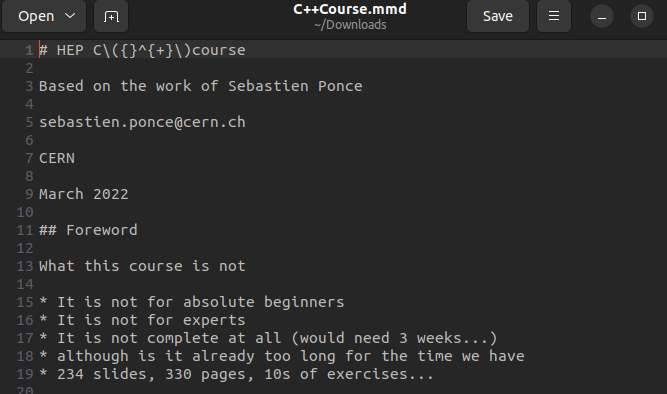 Open
C++Course.mmd
~/Downloads
Save
1 # HEP C\({}^{+}\)course
2
3 Based on the work of Sebastien Ponce
4
5 sebastien.ponce@cern.ch
6
7 CERN
8
9 March 2022
10
11 ## Foreword
12
13 What this course is not
14
15 * It is not for absolute beginners
16 * It is not for experts
17 * It is not complete at all (would need 3 weeks...)
18 * although is it already too long for the time we have
19 * 234 slides, 330 pages, 10s of exercises...
20